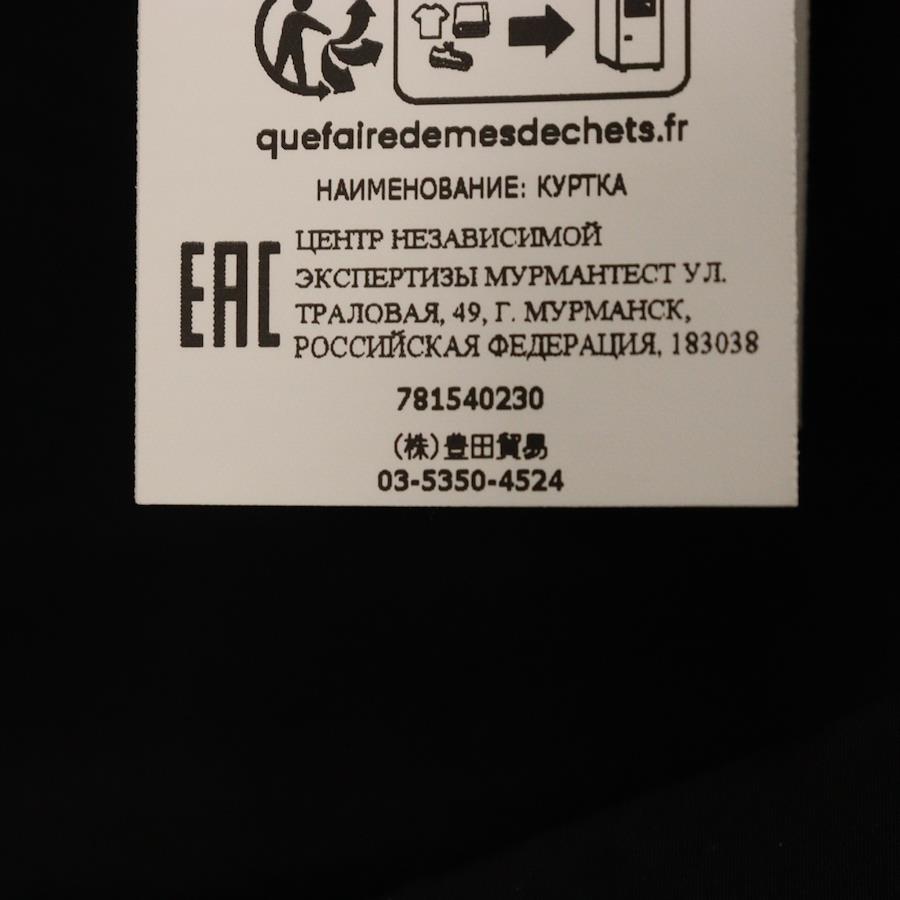 quefairedemesdechets.fr
НАИМЕНОВАНИЕ: КУРТКА
EAC
ЦЕНТР НЕЗАВИСИМОЙ
ЭКСПЕРТИЗЫ МУРМАНТЕСТ УЛ.
ТРАЛОВАЯ, 49, Г. МУРМАНСК,
РОССИЙСКАЯ ФЕДЕРАЦИЯ, 183038
781540230
(株)豊田貿易
03-5350-4524